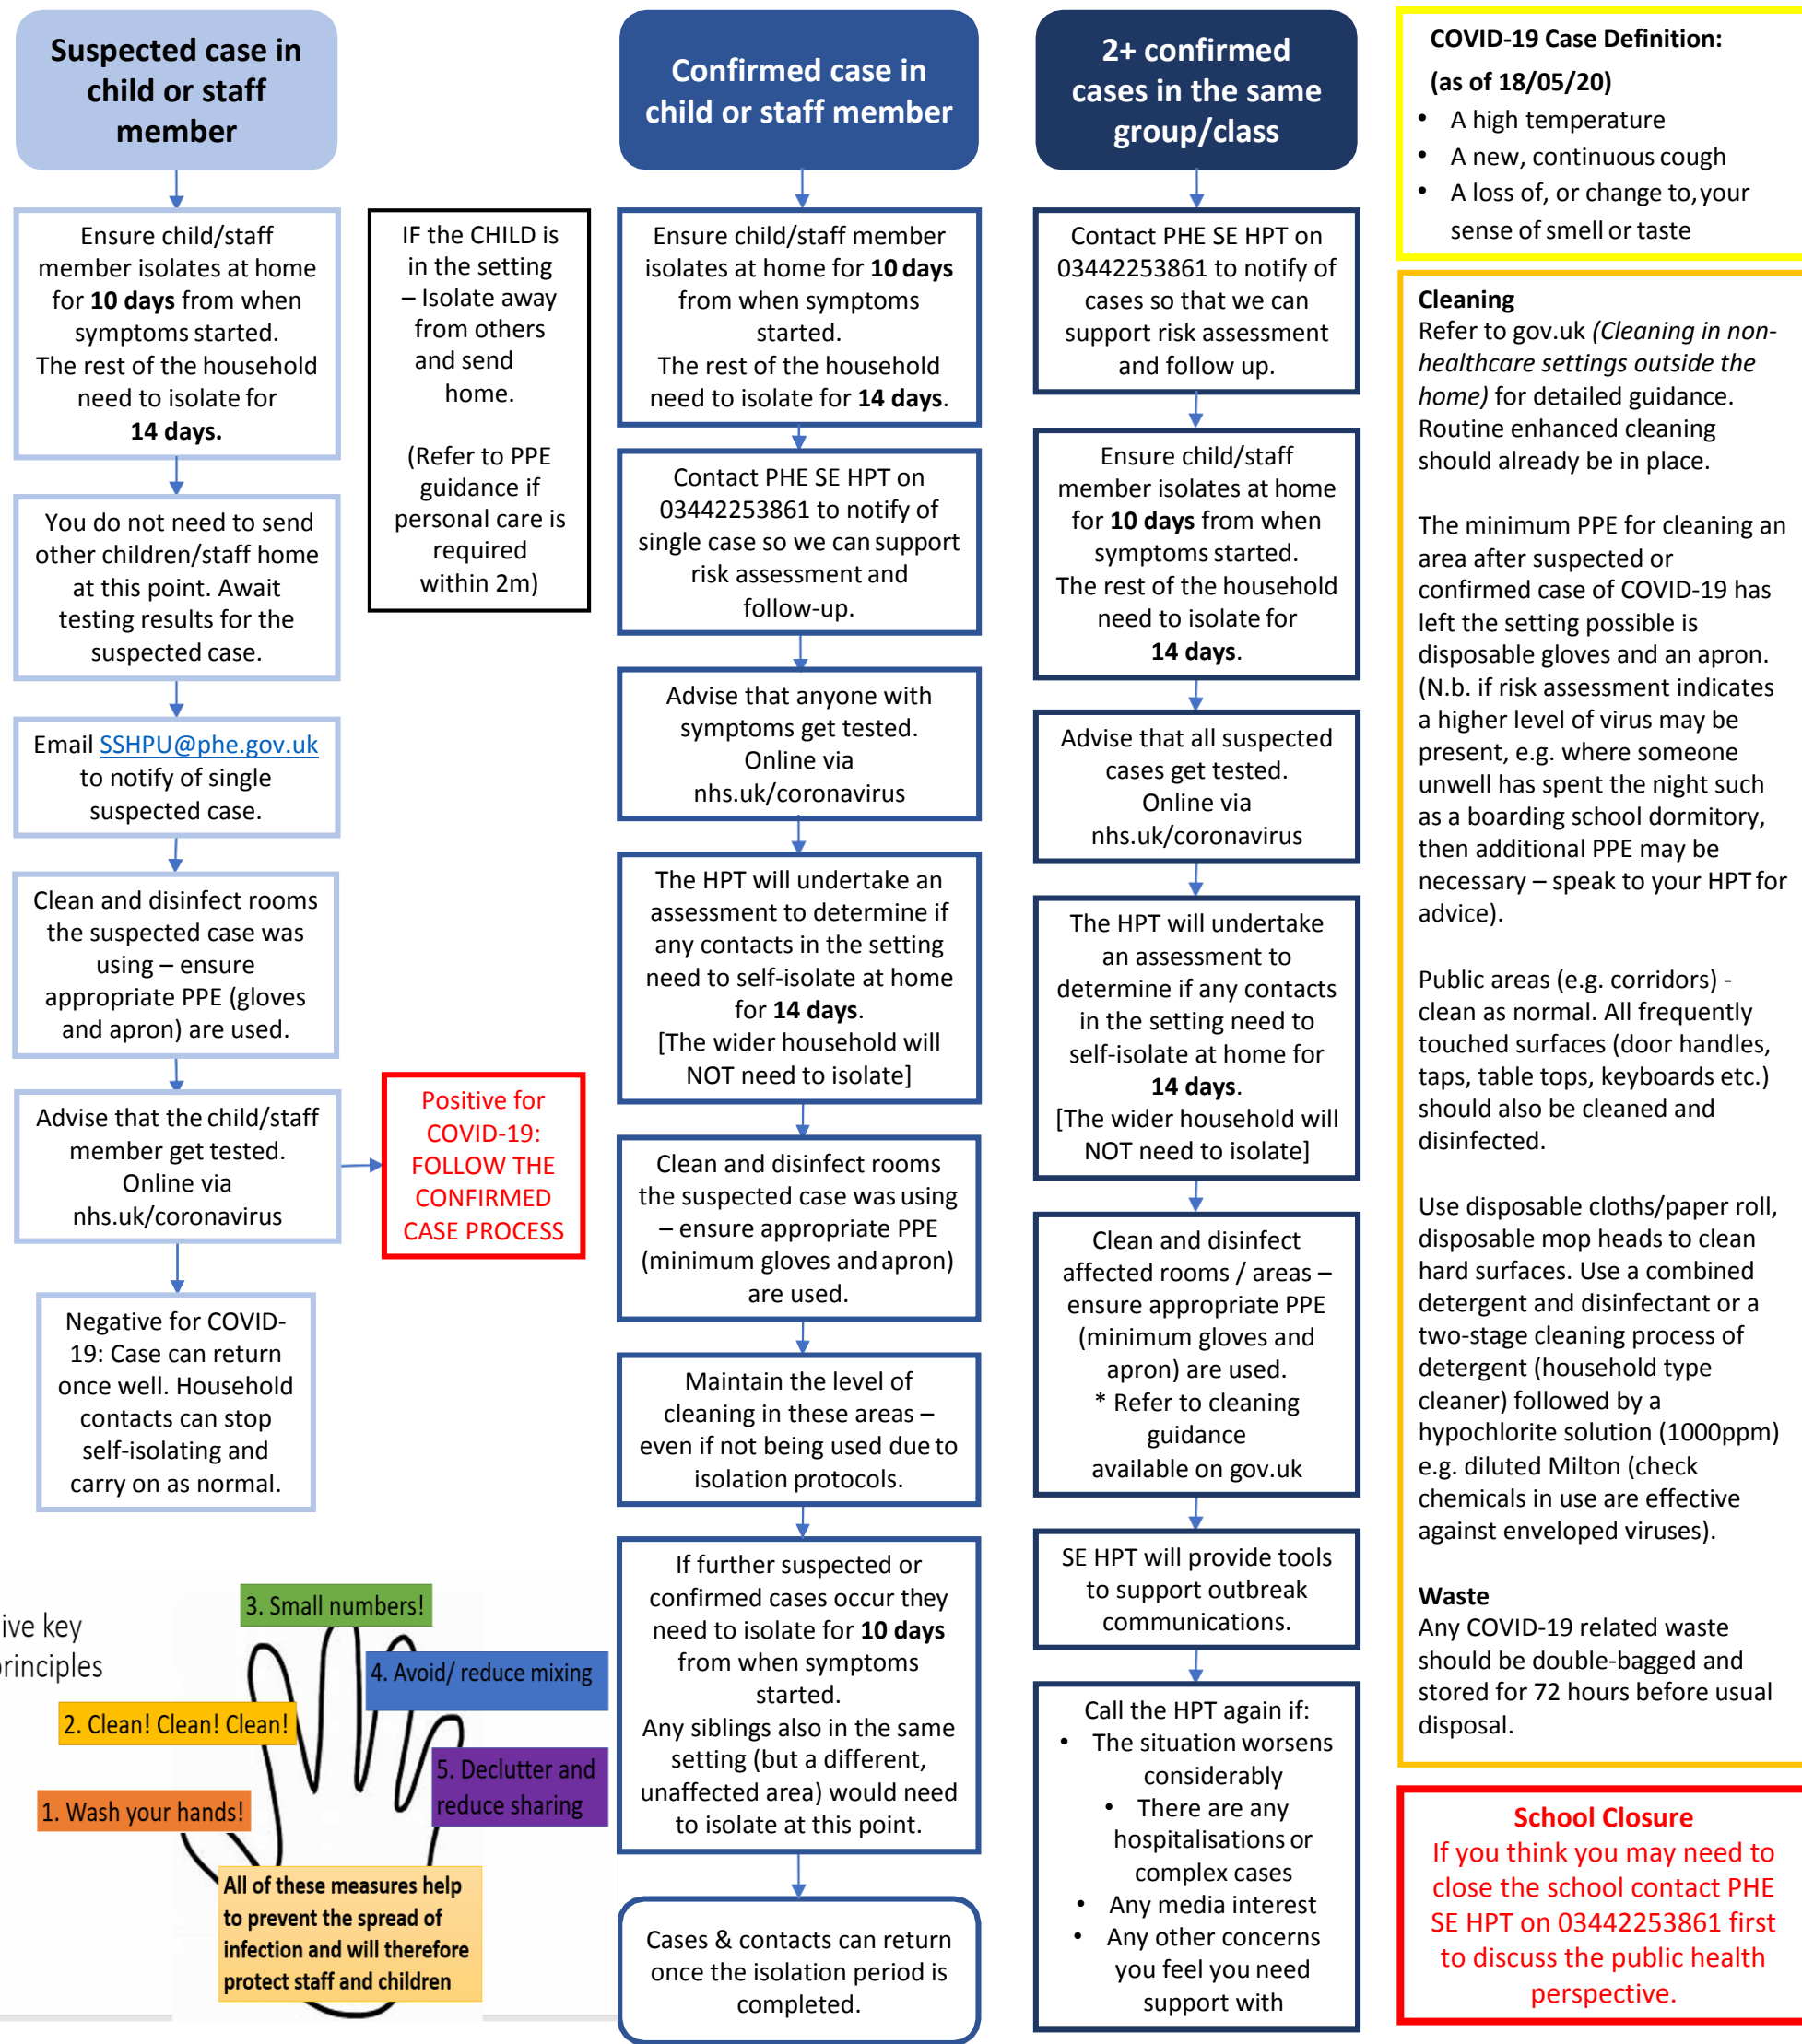 Suspected case in
child or staff
member
Ensure child/staff
member isolates at home
for 10 days from when
symptoms started.
The rest of the household
need to isolate for
14 days.
You do not need to send
other children/staff home
at this point. Await
testing results for the
suspected case.
Email SSHPU@phe.gov.uk
to notify of single
suspected case.
Clean and disinfect rooms
the suspected case was
using – ensure
appropriate PPE (gloves
and apron) are used.
Advise that the child/staff
member get tested.
Online via
nhs.uk/coronavirus
Negative for COVID-
19: Case can return
once well. Household
contacts can stop
self-isolating and
carry on as normal.
IF the CHILD is
in the setting
– Isolate away
from others
and send
home.
(Refer to PPE
guidance if
personal care is
required
within 2m)
Positive for
COVID-19:
FOLLOW THE
CONFIRMED
CASE PROCESS
ive key
principles
3. Small numbers!
4. Avoid/ reduce mixing
2. Clean! Clean! Clean!
5. Declutter and
reduce sharing
1. Wash your hands!
All of these measures help
to prevent the spread of
infection and will therefore
protect staff and children
Confirmed case in
child or staff member
Ensure child/staff member
isolates at home for 10 days
from when symptoms
started.
The rest of the household
need to isolate for 14 days.
Contact PHE SE HPT on
03442253861 to notify of
single case so we can support
risk assessment and
follow-up.
Advise that anyone with
symptoms get tested.
Online via
nhs.uk/coronavirus
The HPT will undertake an
assessment to determine if
any contacts in the setting
need to self-isolate at home
for 14 days.
[The wider household will
NOT need to isolate]
Clean and disinfect rooms
the suspected case was using
– ensure appropriate PPE
(minimum gloves and apron)
are used.
Maintain the level of
cleaning in these areas –
even if not being used due to
isolation protocols.
If further suspected or
confirmed cases occur they
need to isolate for 10 days
from when symptoms
started.
Any siblings also in the same
setting (but a different,
unaffected area) would need
to isolate at this point.
Cases & contacts can return
once the isolation period is
completed.
2+ confirmed
cases in the same
group/class
Contact PHE SE HPT on
03442253861 to notify of
cases so that we can
support risk assessment
and follow up.
Ensure child/staff
member isolates at home
for 10 days from when
symptoms started.
The rest of the household
need to isolate for
14 days.
Advise that all suspected
cases get tested.
Online via
nhs.uk/coronavirus
The HPT will undertake
an assessment to
determine if any contacts
in the setting need to
self-isolate at home for
14 days.
[The wider household will
NOT need to isolate]
Clean and disinfect
affected rooms / areas –
ensure appropriate PPE
(minimum gloves and
apron) are used.
* Refer to cleaning
guidance
available on gov.uk
SE HPT will provide tools
to support outbreak
communications.
Call the HPT again if:
• The situation worsens
considerably
• There are any
hospitalisations or
complex cases
• Any media interest
• Any other concerns
you feel you need
support with
COVID-19 Case Definition:
(as of 18/05/20)
• A high temperature
• A new, continuous cough
• A loss of, or change to, your
sense of smell or taste
Cleaning
Refer to gov.uk (Cleaning in non-
healthcare settings outside the
home) for detailed guidance.
Routine enhanced cleaning
should already be in place.
The minimum PPE for cleaning an
area after suspected or
confirmed case of COVID-19 has
left the setting possible is
disposable gloves and an apron.
(N.b. if risk assessment indicates
a higher level of virus may be
present, e.g. where someone
unwell has spent the night such
as a boarding school dormitory,
then additional PPE may be
necessary – speak to your HPT for
advice).
Public areas (e.g. corridors) -
clean as normal. All frequently
touched surfaces (door handles,
taps, table tops, keyboards etc.)
should also be cleaned and
disinfected.
Use disposable cloths/paper roll,
disposable mop heads to clean
hard surfaces. Use a combined
detergent and disinfectant or a
two-stage cleaning process of
detergent (household type
cleaner) followed by a
hypochlorite solution (1000ppm)
e.g. diluted Milton (check
chemicals in use are effective
against enveloped viruses).
Waste
Any COVID-19 related waste
should be double-bagged and
stored for 72 hours before usual
disposal.
School Closure
If you think you may need to
close the school contact PHE
SE HPT on 03442253861 first
to discuss the public health
perspective.